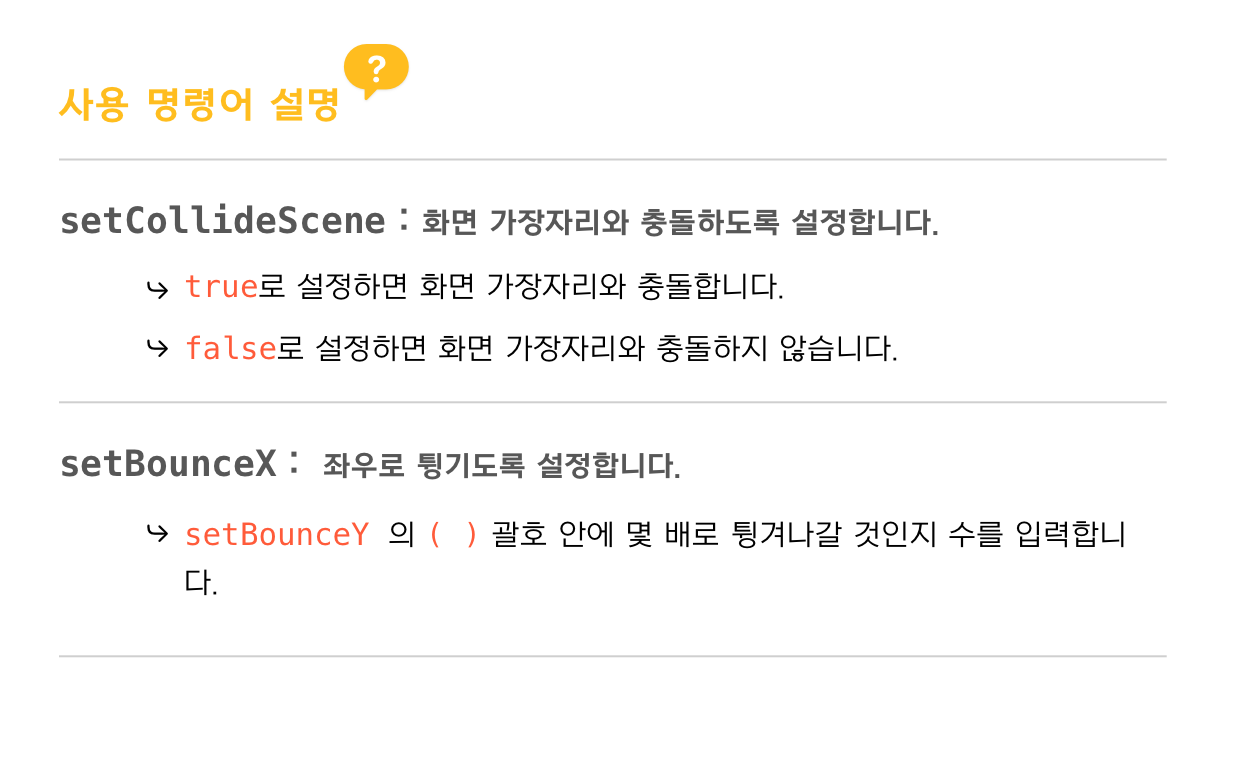 사용 명령어 설명 ?
setCollideScene : 화면 가장자리와 충돌하도록 설정합니다.
↪ true로 설정하면 화면 가장자리와 충돌합니다.
↪ false로 설정하면 화면 가장자리와 충돌하지 않습니다.
setBounceX : 좌우로 튕기도록 설정합니다.
↪ setBounceY 의 ( ) 괄호 안에 몇 배로 튕겨나갈 것인지 수를 입력합니
다.